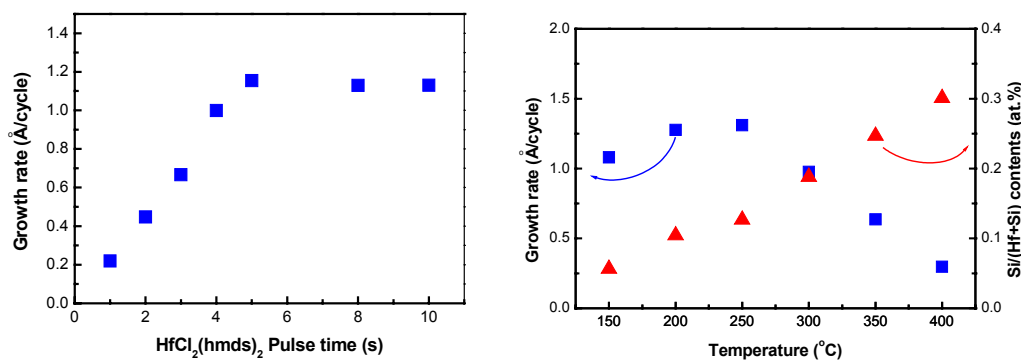 1.4
1.2
1.0
0.8
0.6
0.4
0.2
0.0
0 2 4 6 8 10
Growth rate (Å/cycle)
HfCl₂(hmds)₂ Pulse time (s)
2.0
1.5
1.0
0.5
0.0
150 200 250 300 350 400
Growth rate (Å/cycle)
Temperature (°C)
0.4
0.3
0.2
0.1
0.0
Si/(Hf+Si) contents (at.%)